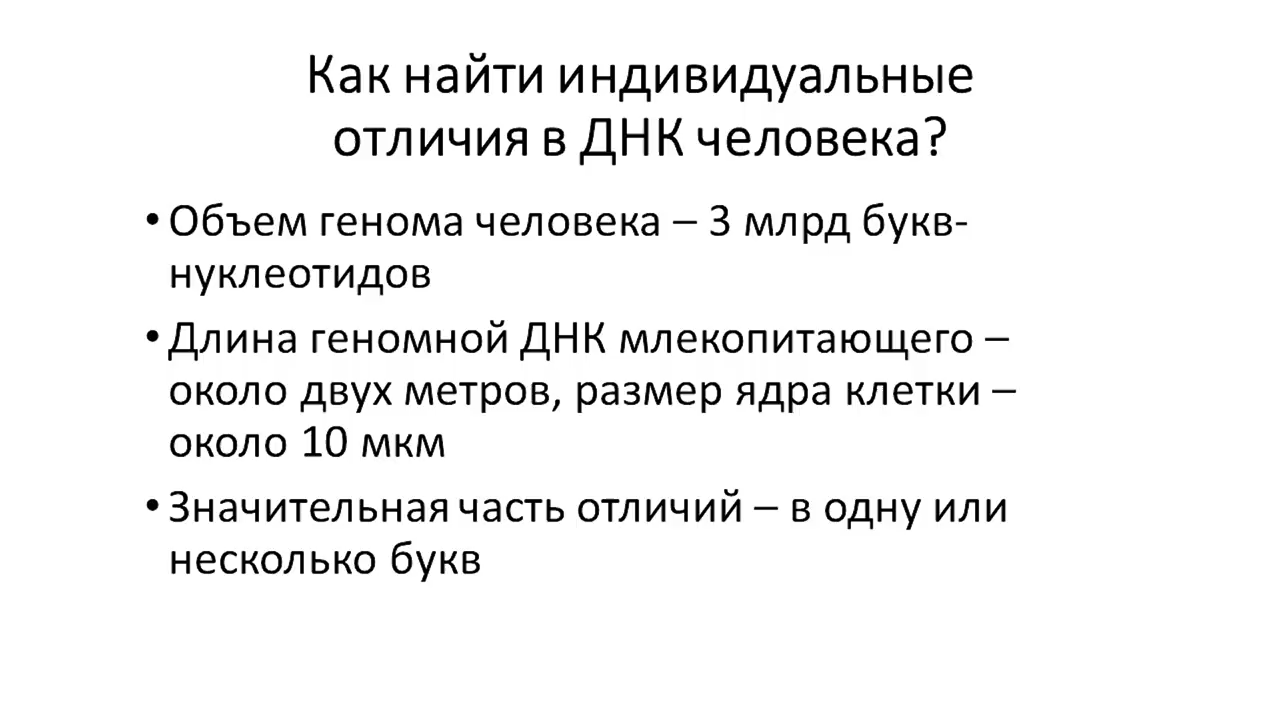 Как найти индивидуальные
отличия в ДНК человека?
• Объем генома человека – 3 млрд букв-
нуклеотидов
• Длина геномной ДНК млекопитающего –
около двух метров, размер ядра клетки –
около 10 мкм
• Значительная часть отличий – в одну или
несколько букв